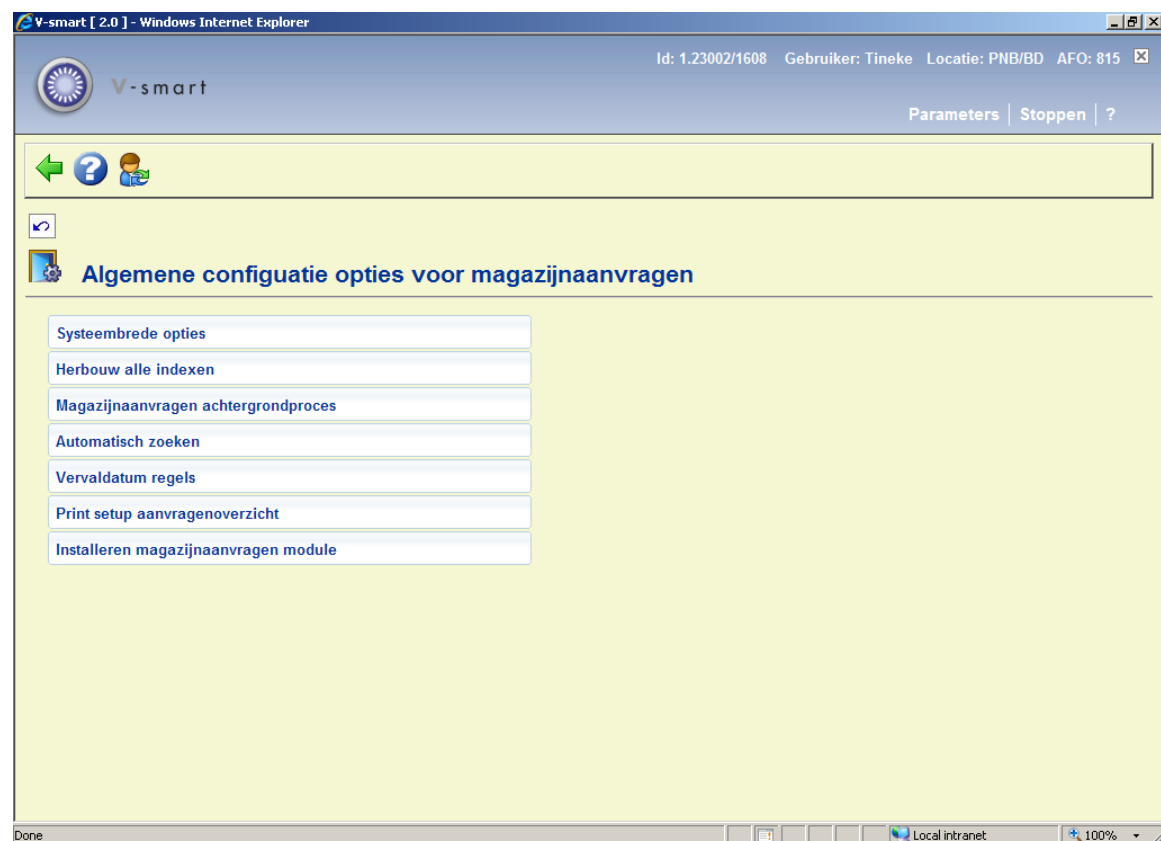 V-smart [ 2.0 ] - Windows Internet Explorer
Id: 1.23002/1608 Gebruiker: Tineke Locatie: PNB/BD AFO: 815
V-smart
Parameters | Stoppen | ?
Algemene configuatie opties voor magazijnaanvragen
Systeembrede opties
Herbouw alle indexen
Magazijnaanvragen achtergrondproces
Automatisch zoeken
Vervaldatum regels
Print setup aanvragenoverzicht
Installeren magazijnaanvragen module
Done Local intranet 100%